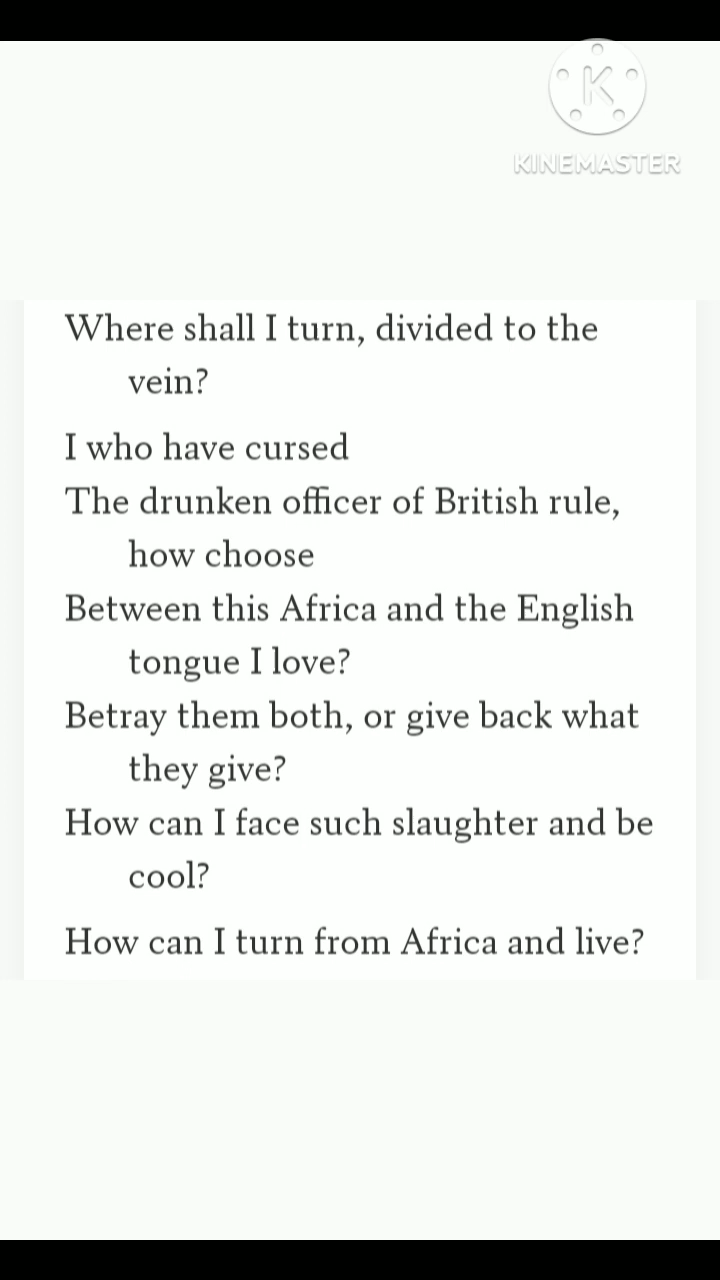 K
KINEMASTER
Where shall I turn, divided to the
vein?
I who have cursed
The drunken officer of British rule,
how choose
Between this Africa and the English
tongue I love?
Betray them both, or give back what
they give?
How can I face such slaughter and be
cool?
How can I turn from Africa and live?